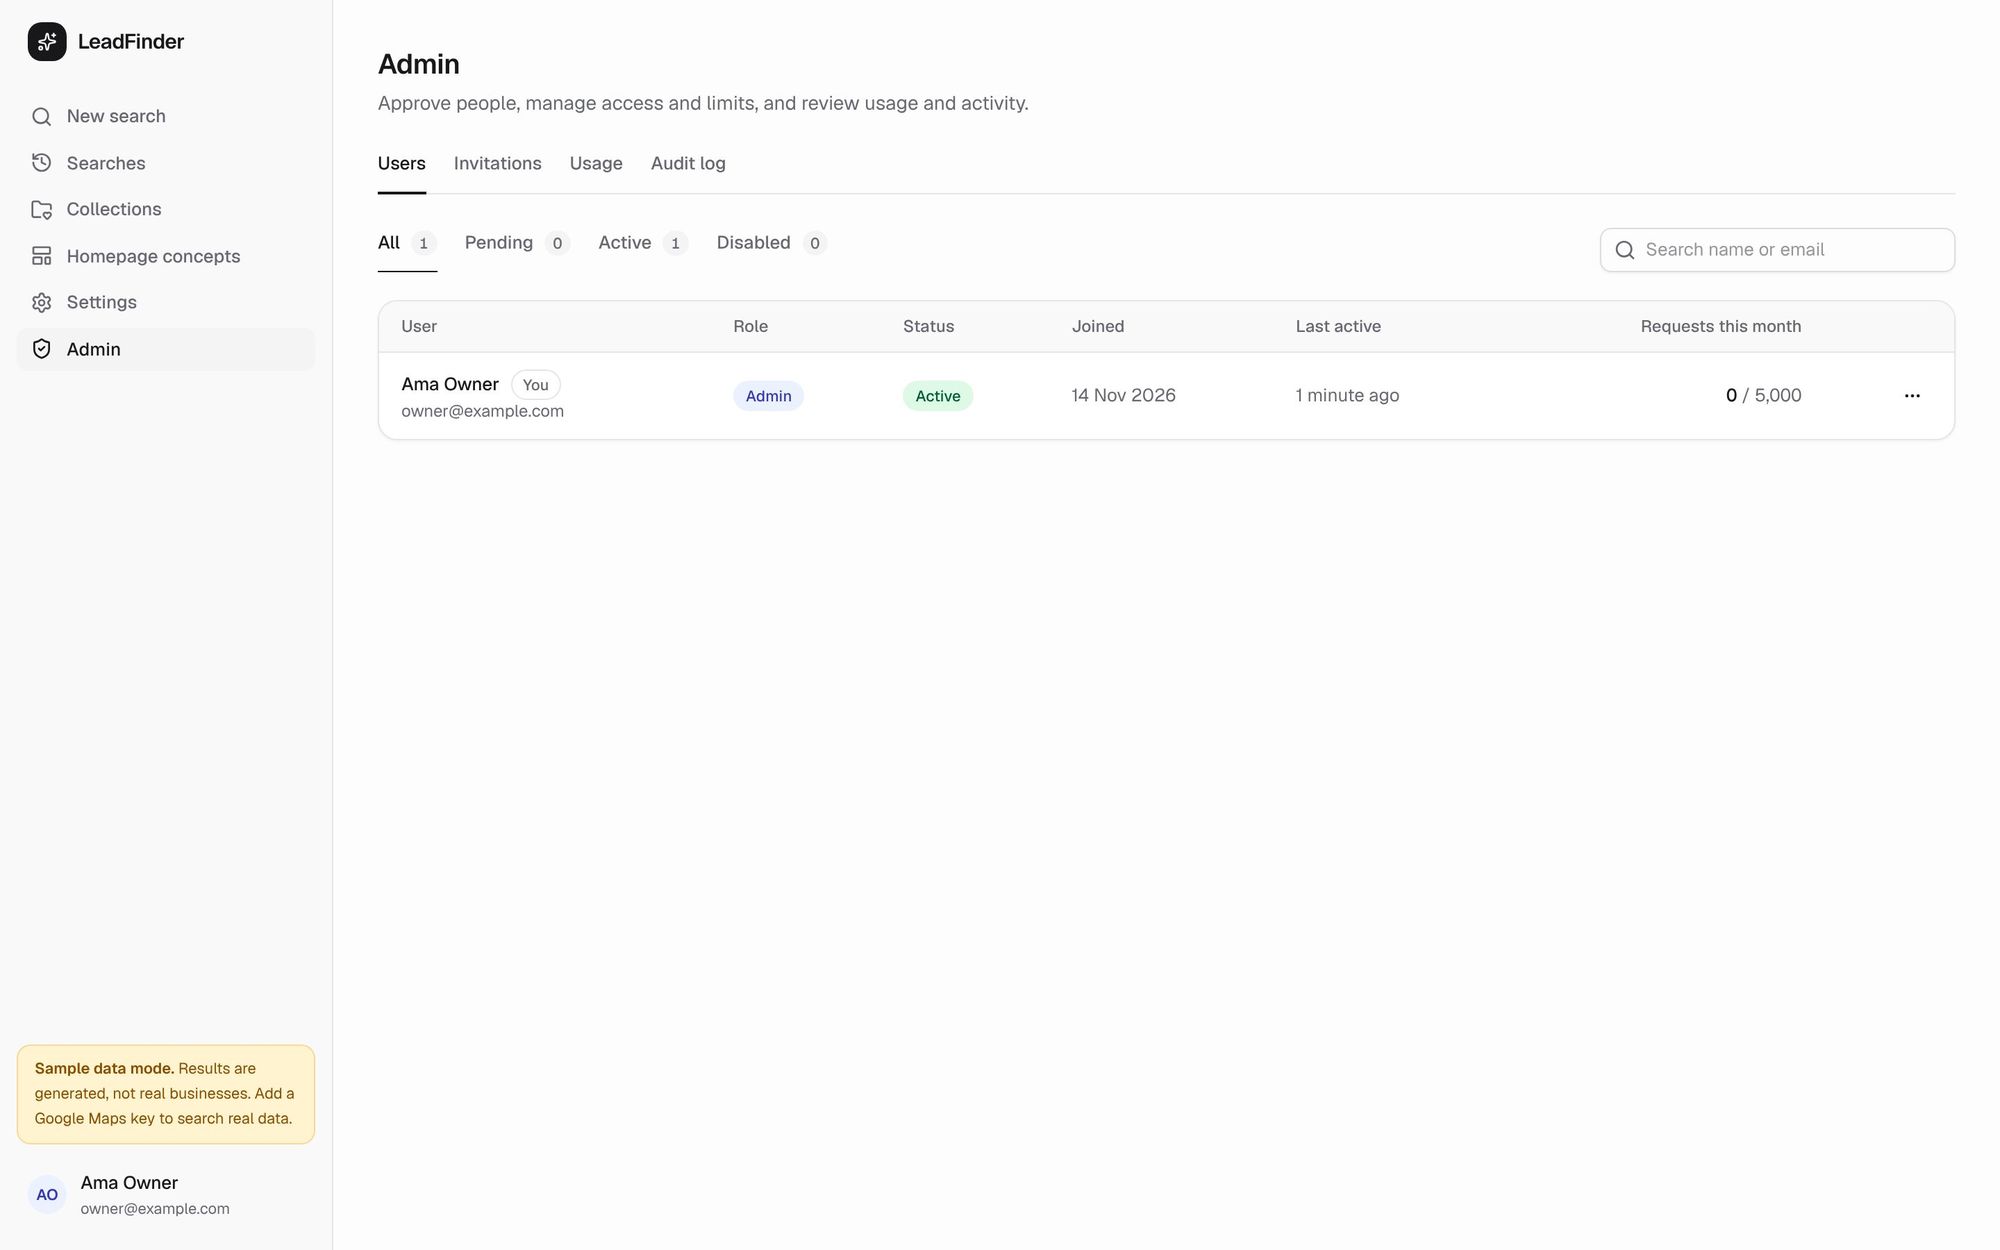 LeadFinder
New search
Searches
Collections
Homepage concepts
Settings
Admin
Sample data mode. Results are
generated, not real businesses. Add a
Google Maps key to search real data.
AO
Ama Owner
owner@example.com
Admin
Approve people, manage access and limits, and review usage and activity.
Users Invitations Usage Audit log
All 1 Pending 0 Active 1 Disabled 0
Search name or email
User Role Status Joined Last active Requests this month
Ama Owner You
owner@example.com
Admin Active 14 Nov 2026 1 minute ago 0 / 5,000